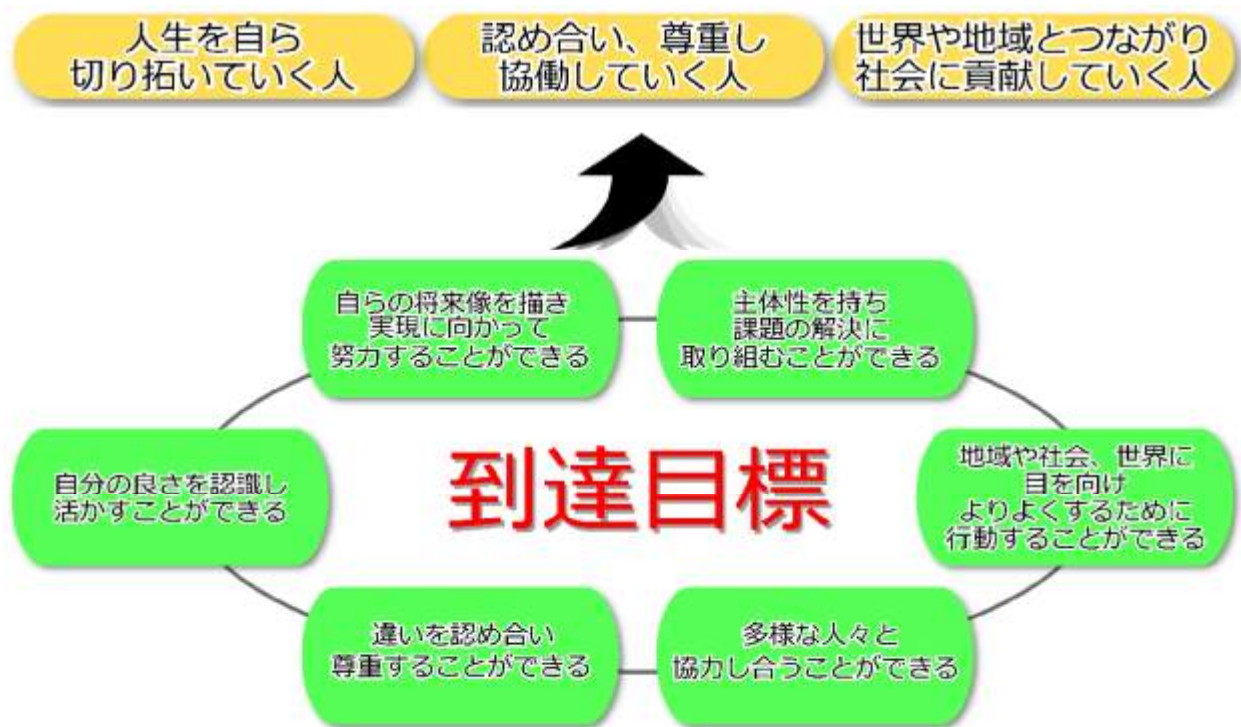 人生を自ら
切り拓いていく人
認め合い、尊重し
協働していく人
世界や地域とつながり
社会に貢献していく人
自らの将来像を描き
実現に向かって
努力することができる
主体性を持ち
課題の解決に
取り組むことができる
自分の良さを認識し
活かすことができる
到達目標
地域や社会、世界に
目を向け
よりよくするために
行動することができる
違いを認め合い
尊重することができる
多様な人々と
協力し合うことができる